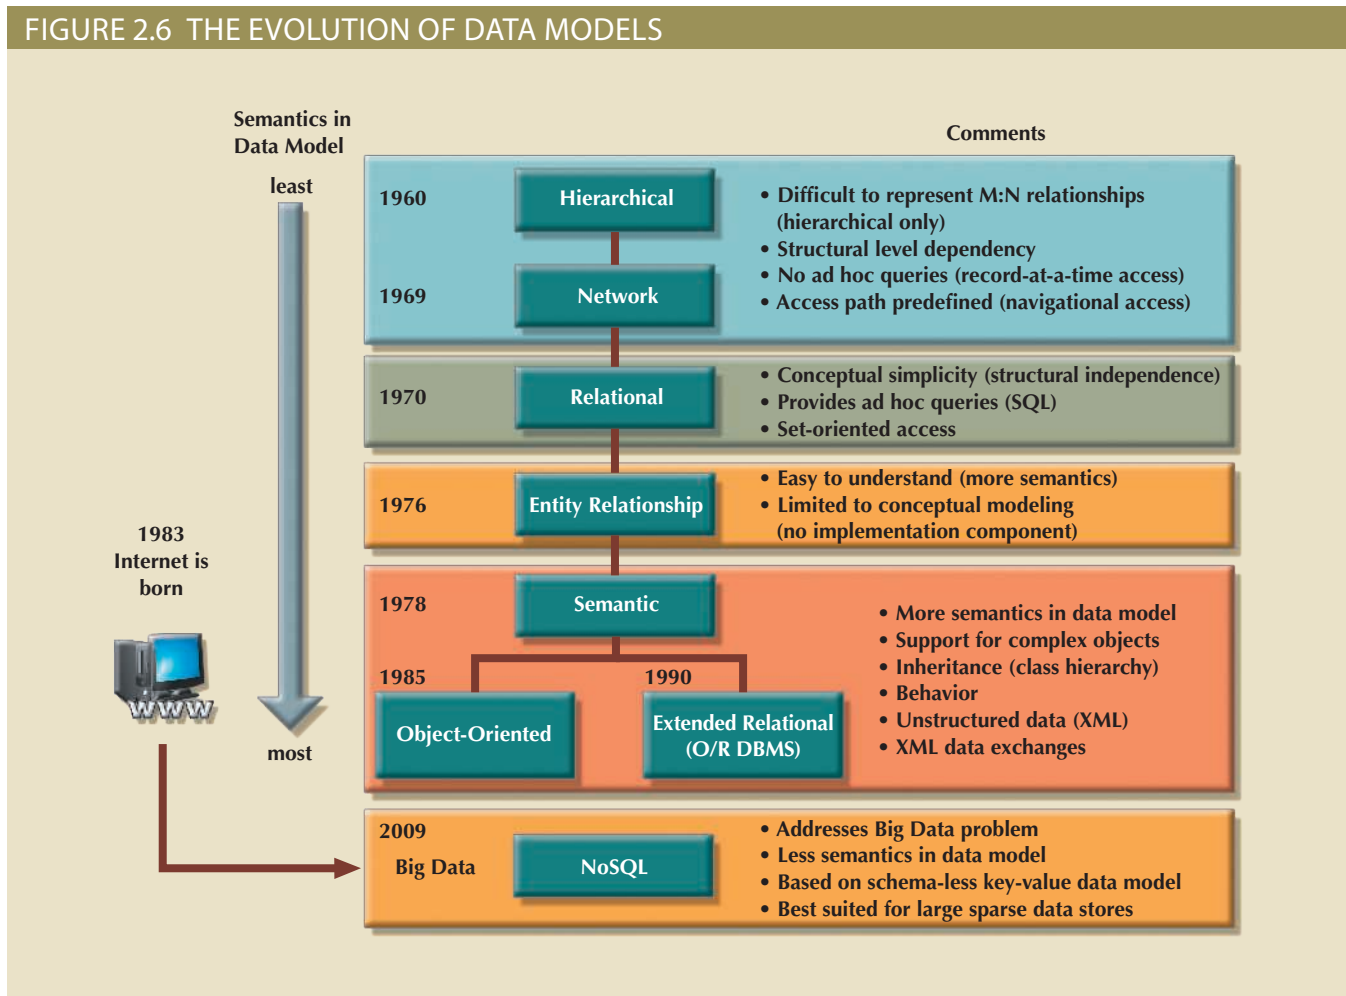 FIGURE 2.6 THE EVOLUTION OF DATA MODELS
Semantics in
Data Model
least
most
Comments
1960
Hierarchical
1969
Network
• Difficult to represent M:N relationships
(hierarchical only)
• Structural level dependency
• No ad hoc queries (record-at-a-time access)
• Access path predefined (navigational access)
1970
Relational
• Conceptual simplicity (structural independence)
• Provides ad hoc queries (SQL)
• Set-oriented access
1976
Entity Relationship
• Easy to understand (more semantics)
• Limited to conceptual modeling
(no implementation component)
1983
Internet is
born
www
1978
Semantic
1985
Object-Oriented
1990
Extended Relational
(O/R DBMS)
• More semantics in data model
• Support for complex objects
• Inheritance (class hierarchy)
• Behavior
• Unstructured data (XML)
• XML data exchanges
2009
Big Data
NoSQL
• Addresses Big Data problem
• Less semantics in data model
• Based on schema-less key-value data model
• Best suited for large sparse data stores